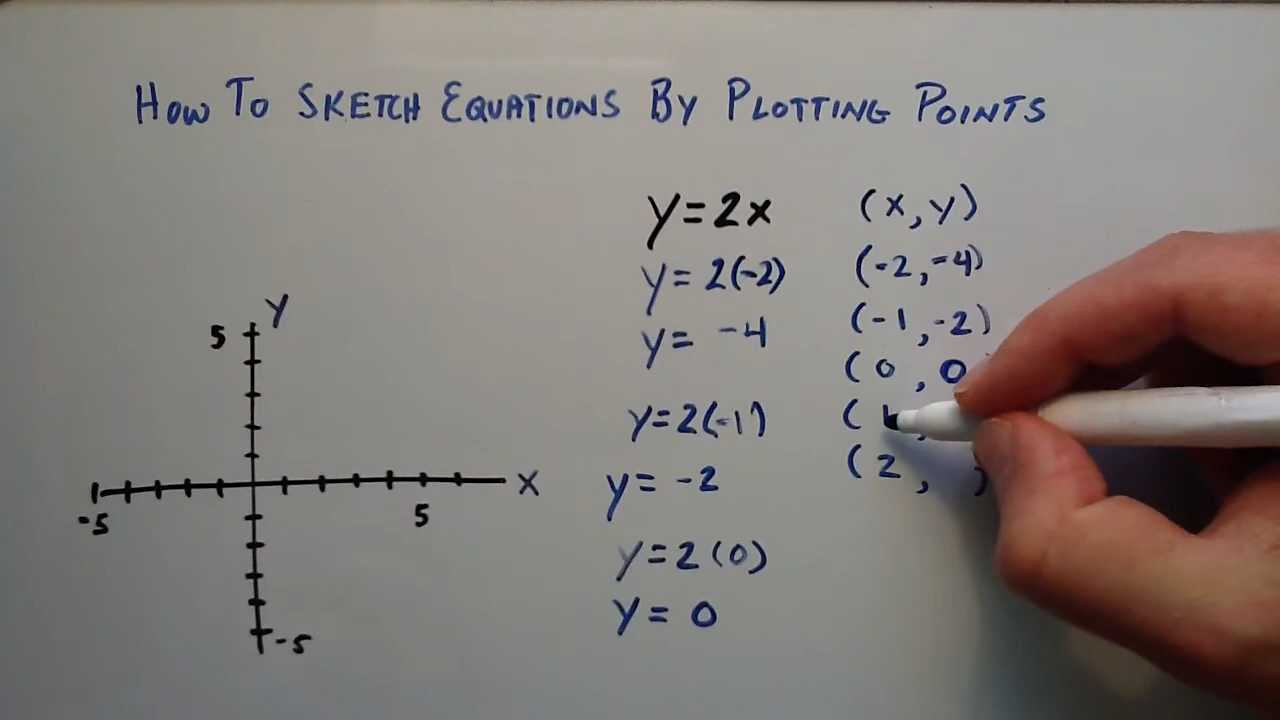 How To SKETCH EQUATIONS BY PLOTTING POINTS
y=2x (x,y)
y=2(-2) (-2,-4)
y= -4 (-1,-2)
(0,0)
y=2(-1) (1,
y= -2 (2, )
y=2(0)
y= 0
Y
5
X
-5 5
-5